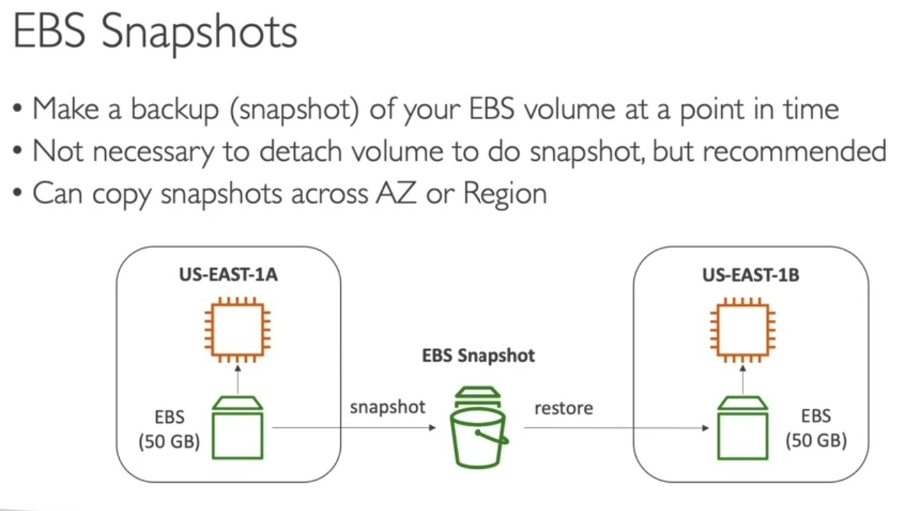 EBS Snapshots
• Make a backup (snapshot) of your EBS volume at a point in time
• Not necessary to detach volume to do snapshot, but recommended
• Can copy snapshots across AZ or Region
US-EAST-1A
US-EAST-1B
EBS Snapshot
EBS
(50 GB)
snapshot
restore
EBS
(50 GB)